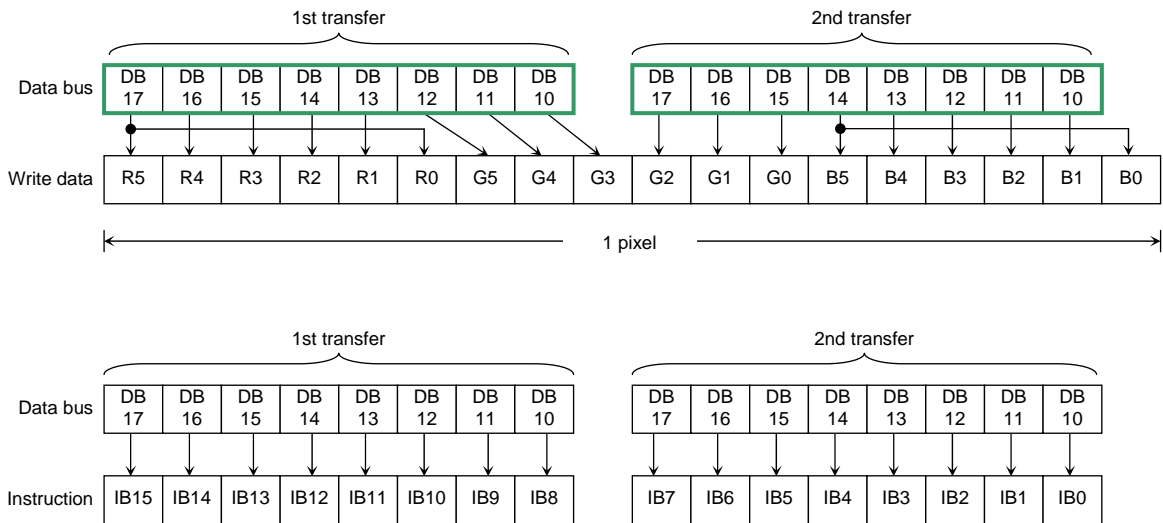 1st transfer 2nd transfer
Data bus DB 17 DB 16 DB 15 DB 14 DB 13 DB 12 DB 11 DB 10 DB 17 DB 16 DB 15 DB 14 DB 13 DB 12 DB 11 DB 10
Write data R5 R4 R3 R2 R1 R0 G5 G4 G3 G2 G1 G0 B5 B4 B3 B2 B1 B0
1 pixel
1st transfer 2nd transfer
Data bus DB 17 DB 16 DB 15 DB 14 DB 13 DB 12 DB 11 DB 10 DB 17 DB 16 DB 15 DB 14 DB 13 DB 12 DB 11 DB 10
Instruction IB15 IB14 IB13 IB12 IB11 IB10 IB9 IB8 IB7 IB6 IB5 IB4 IB3 IB2 IB1 IB0